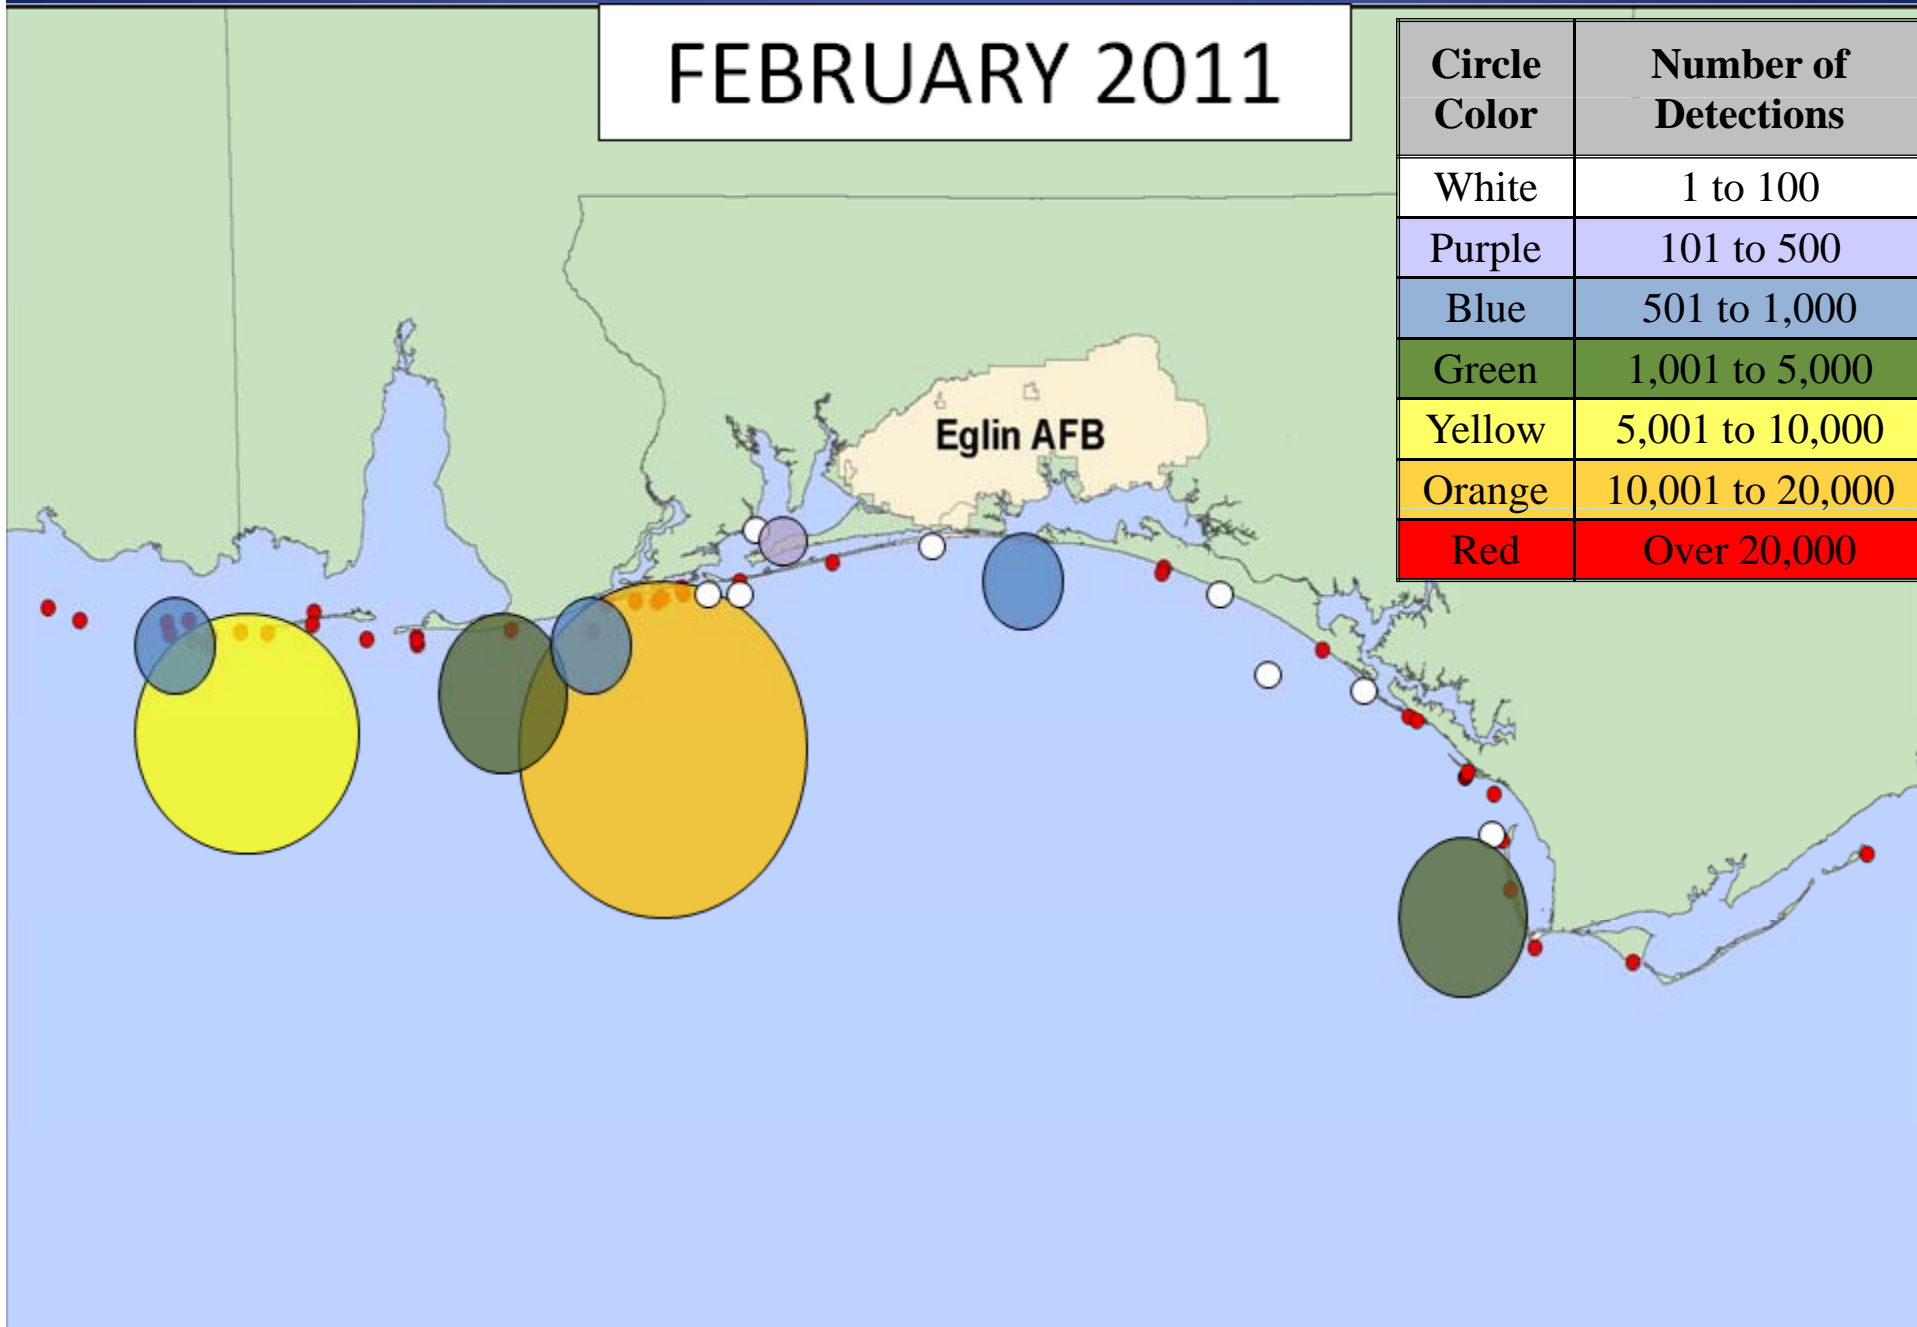 FEBRUARY 2011
Circle Color	Number of Detections
White	1 to 100
Purple	101 to 500
Blue	501 to 1,000
Green	1,001 to 5,000
Yellow	5,001 to 10,000
Orange	10,001 to 20,000
Red	Over 20,000
Eglin AFB